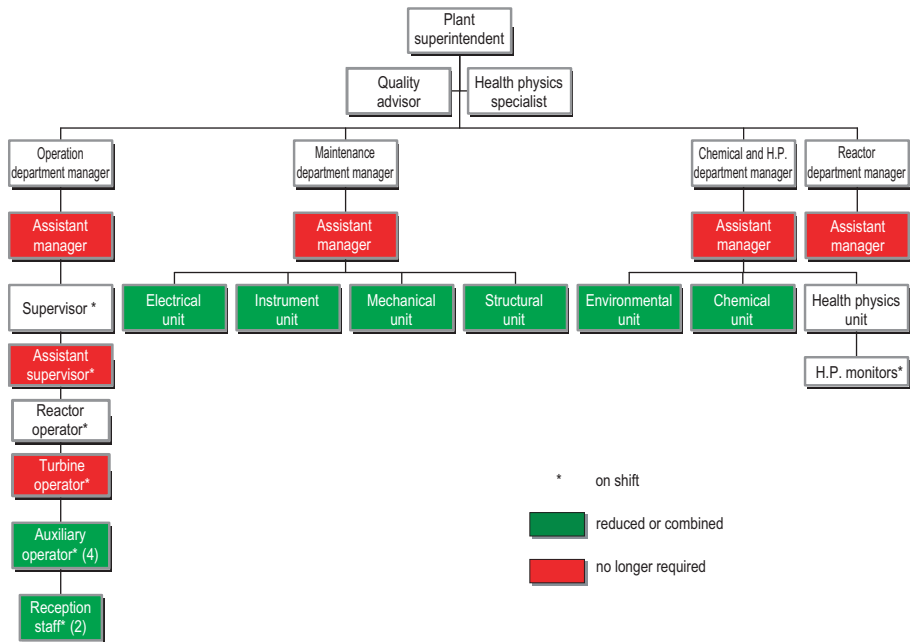 Plant
superintendent
Quality
advisor
Health physics
specialist
Operation
department manager
Maintenance
department manager
Chemical and H.P.
department manager
Reactor
department manager
Assistant
manager
Assistant
manager
Assistant
manager
Assistant
manager
Supervisor *
Electrical
unit
Instrument
unit
Mechanical
unit
Structural
unit
Environmental
unit
Chemical
unit
Health physics
unit
Assistant
supervisor*
H.P. monitors*
Reactor
operator*
Turbine
operator*
Auxiliary
operator* (4)
Reception
staff* (2)
* on shift
reduced or combined
no longer required